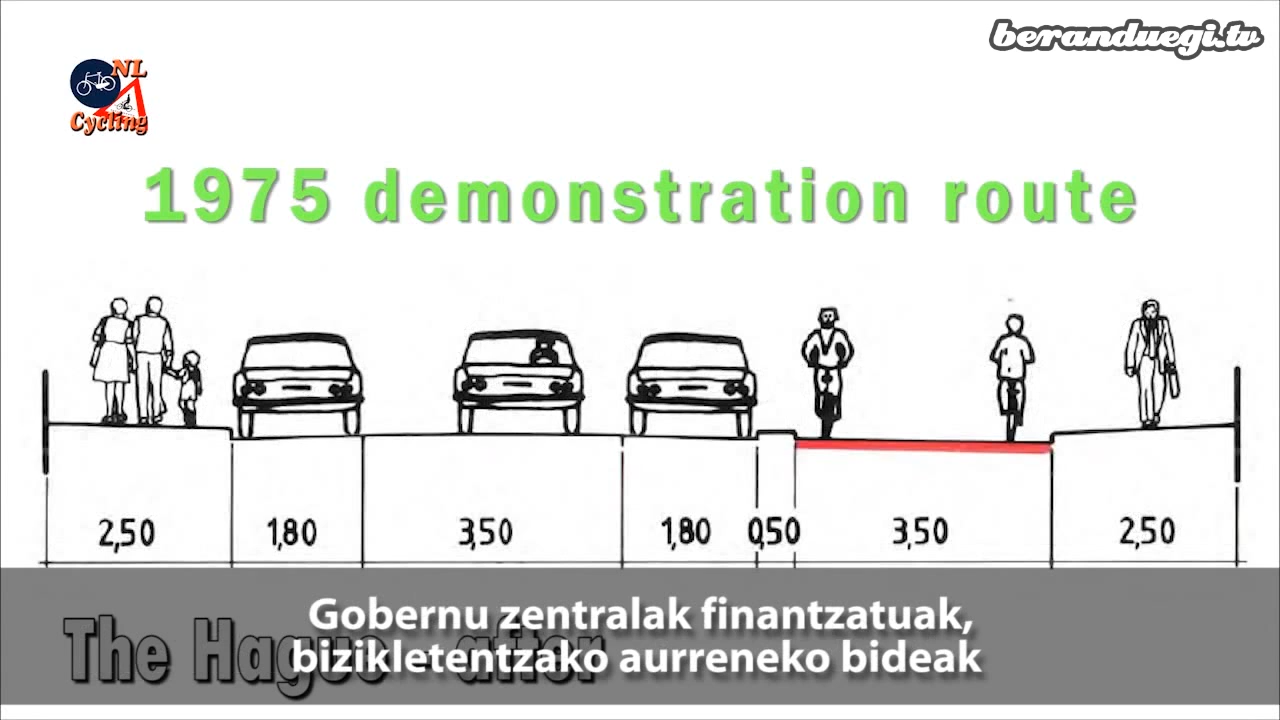 beranduegi.tv
NL
Cycling
1975 demonstration route
2,50 1,80 3,50 1,80 0,50 3,50 2,50
Gobernu zentralak finantzatuak,
bizikletentzako aurreneko bideak
The Hague - after